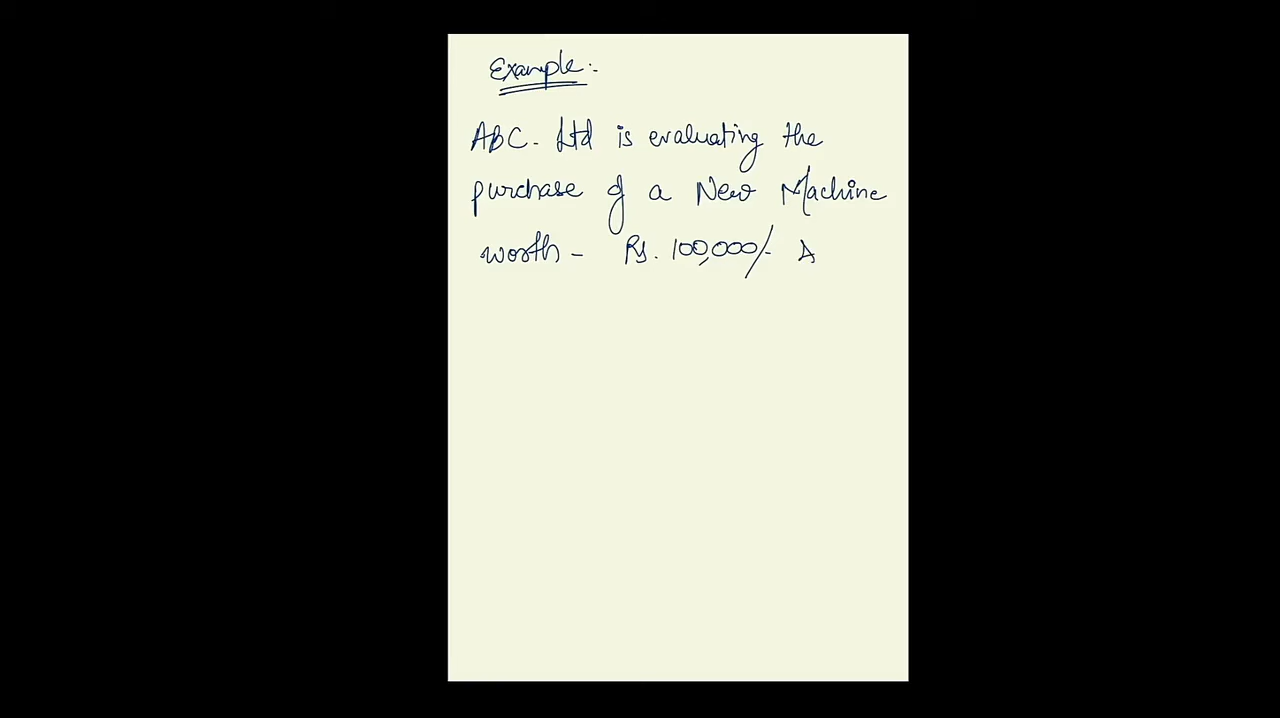 Example:-
ABC. Ltd is evaluating the
purchase of a New Machine
worth - Rs. 100,000/- A